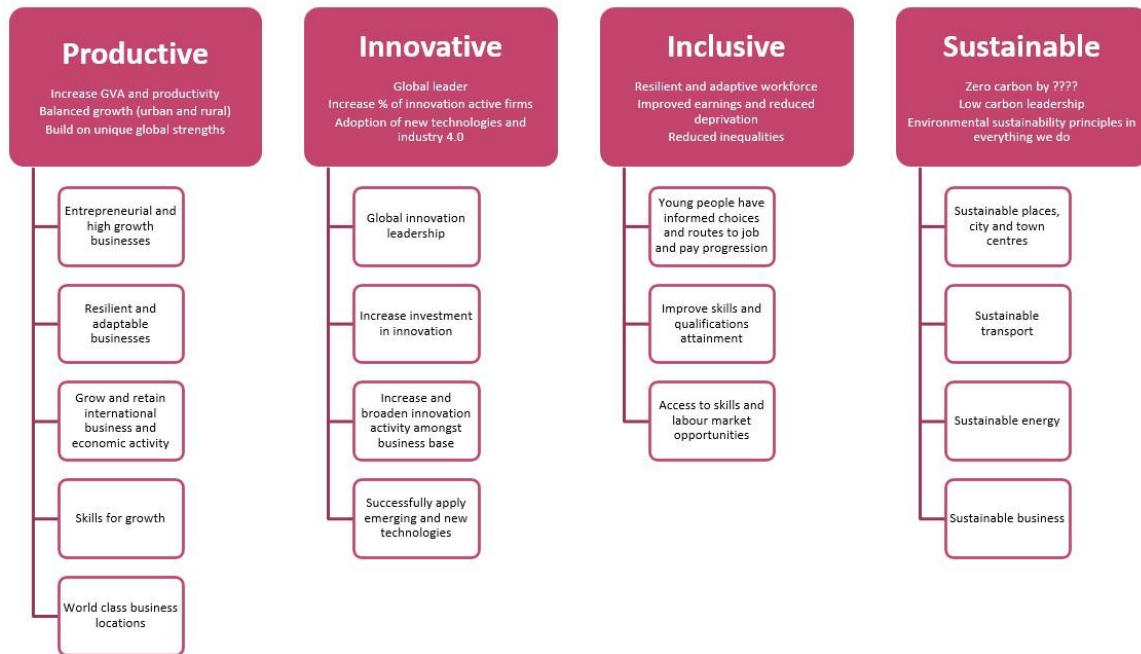 Productive
Increase GVA and productivity
Balanced growth (urban and rural)
Build on unique global strengths
Entrepreneurial and
high growth
businesses
Resilient and
adaptable
businesses
Grow and retain
international
business and
economic activity
Skills for growth
World class business
locations
Innovative
Global leader
Increase % of innovation active firms
Adoption of new technologies and
industry 4.0
Global innovation
leadership
Increase investment
in innovation
Increase and
broaden innovation
activity amongst
business base
Successfully apply
emerging and new
technologies
Inclusive
Resilient and adaptive workforce
Improved earnings and reduced
deprivation
Reduced inequalities
Young people have
informed choices
and routes to job
and pay progression
Improve skills and
qualifications
attainment
Access to skills and
labour market
opportunities
Sustainable
Zero carbon by ????
Low carbon leadership
Environmental sustainability principles in
everything we do
Sustainable places,
city and town
centres
Sustainable
transport
Sustainable energy
Sustainable business